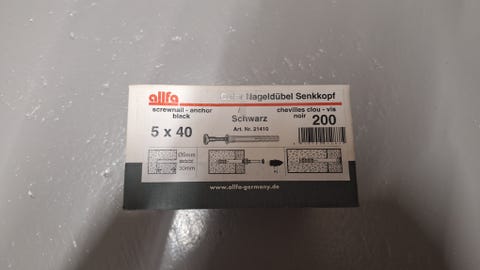 allfa
Nageldübel Senkkopf
screwnail - anchor
black
Schwarz
chevilles clou - vis
noir
200
5 x 40
Art. Nr. 21410
www.allfa-germany.de